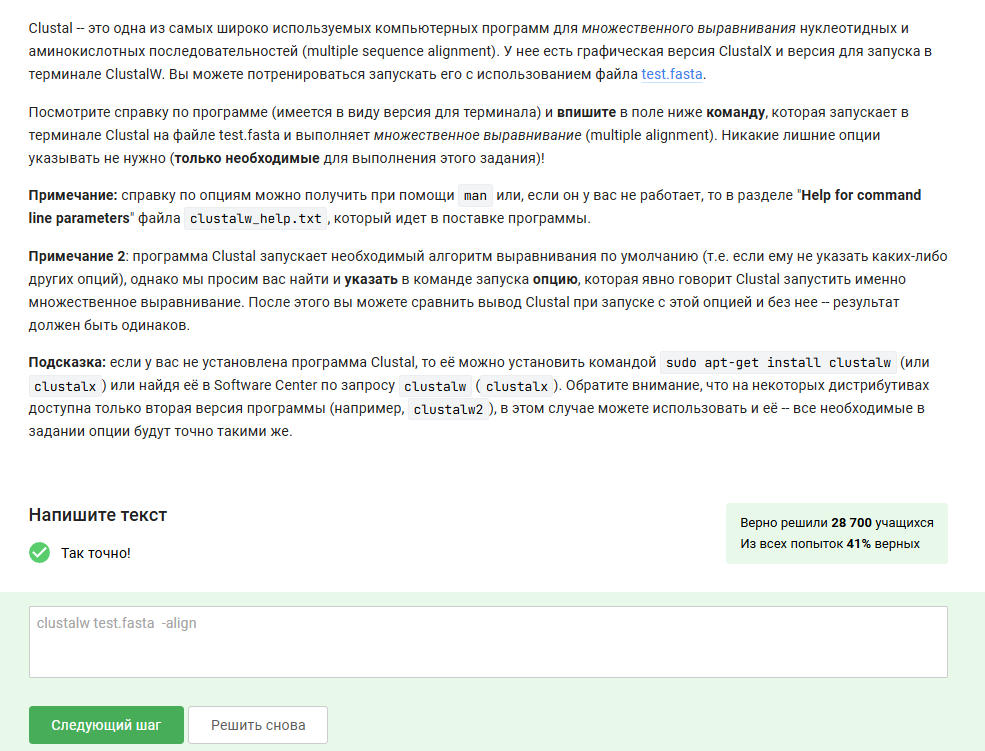 Clustal -- это одна из самых широко используемых компьютерных программ для множественного выравнивания нуклеотидных и
аминокислотных последовательностей (multiple sequence alignment). У нее есть графическая версия ClustalX и версия для запуска в
терминале ClustalW. Вы можете потренироваться запускать его с использованием файла test.fasta.
Посмотрите справку по программе (имеется в виду версия для терминала) и впишите в поле ниже команду, которая запускает в
терминале Clustal на файле test.fasta и выполняет множественное выравнивание (multiple alignment). Никакие лишние опции
указывать не нужно (только необходимые для выполнения этого задания)!
Примечание: справку по опциям можно получить при помощи man или, если он у вас не работает, то в разделе "Help for command
line parameters" файла clustalw_help.txt, который идет в поставке программы.
Примечание 2: программа Clustal запускает необходимый алгоритм выравнивания по умолчанию (т.е. если ему не указать каких-либо
других опций), однако мы просим вас найти и указать в команде запуска опцию, которая явно говорит Clustal запустить именно
множественное выравнивание. После этого вы можете сравнить вывод Clustal при запуске с этой опцией и без нее -- результат
должен быть одинаков.
Подсказка: если у вас не установлена программа Clustal, то её можно установить командой sudo apt-get install clustalw (или
clustalx) или найдя её в Software Center по запросу clustalw (clustalx). Обратите внимание, что на некоторых дистрибутивах
доступна только вторая версия программы (например, clustalw2), в этом случае можете использовать и её -- все необходимые в
задании опции будут точно такими же.
Напишите текст
Верно решили 28 700 учащихся
Из всех попыток 41% верных
Так точно!
clustalw test.fasta -align
Следующий шаг
Решить снова